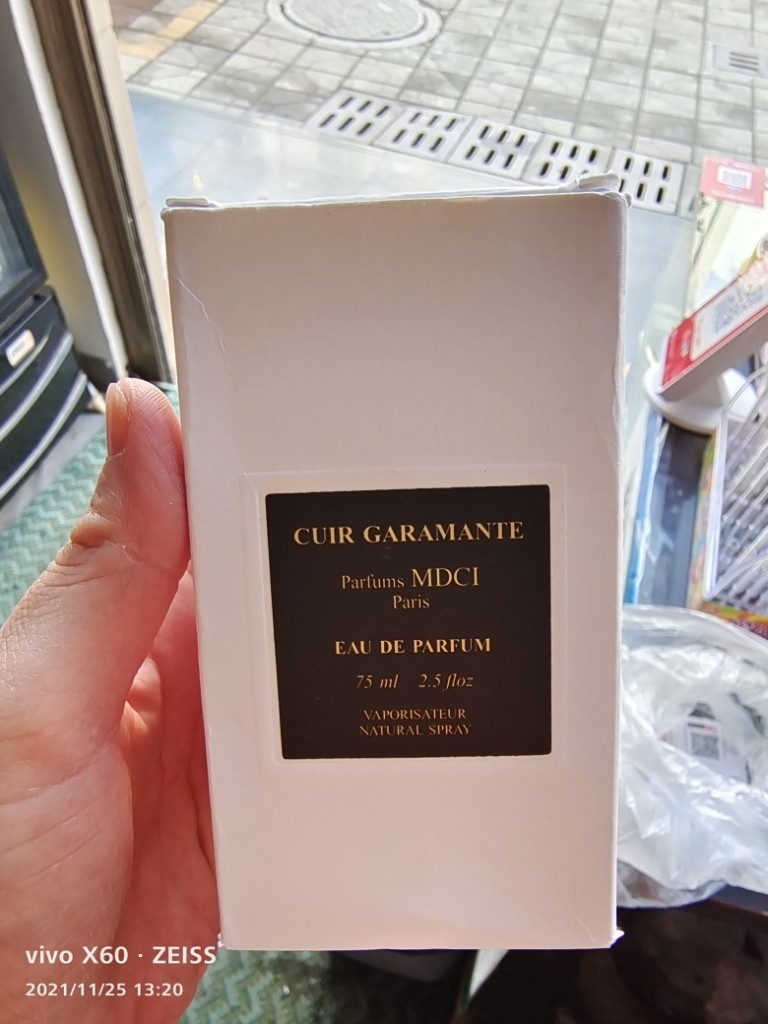 CUIR GARAMANTE
Parfums MDCI
Paris
EAU DE PARFUM
75 ml 2.5 floz
VAPORISATEUR
NATURAL SPRAY
vivo X60 · ZEISS
2021/11/25 13:20